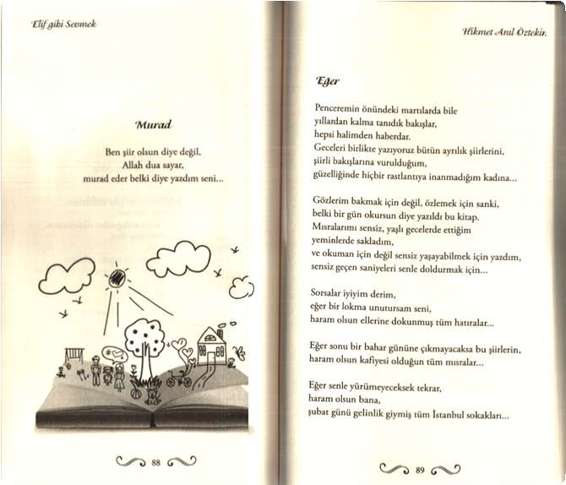 Elif gibi Sevmek
Murad
Ben şiir olsun diye değil,
Allah dua sayar,
murad eder belki diye yazdım seni...
88
Hikmet Anıl Öztekin
Eğer
Penceremin önündeki martılarda bile
yıllardan kalma tanıdık bakışlar,
hepsi halimden haberdar.
Geceleri birlikte yazıyoruz bütün ayrılık şiirlerini,
şiirli bakışlarına vurulduğum,
güzelliğinde hiçbir rastlantıya inanmadığım kadına...
Gözlerim bakmak için değil, özlemek için sanki,
belki bir gün okursun diye yazıldı bu kitap.
Mısralarımı sensiz, yaşlı gecelerde ettiğim
yeminlerde sakladım,
ve okuman için değil sensiz yaşayabilmek için yazdım,
sensiz geçen saniyeleri senle doldurmak için...
Sorsalar iyiyim derim,
eğer bir lokma unutursam seni,
haram olsun ellerine dokunmuş tüm hatıralar...
Eğer sonu bir bahar gününe çıkmayacaksa bu şiirlerin,
haram olsun kafiyesi olduğun tüm mısralar...
Eğer senle yürümeyeceksek tekrar,
haram olsun bana,
şubat günü gelinlik giymiş tüm İstanbul sokakları...
89